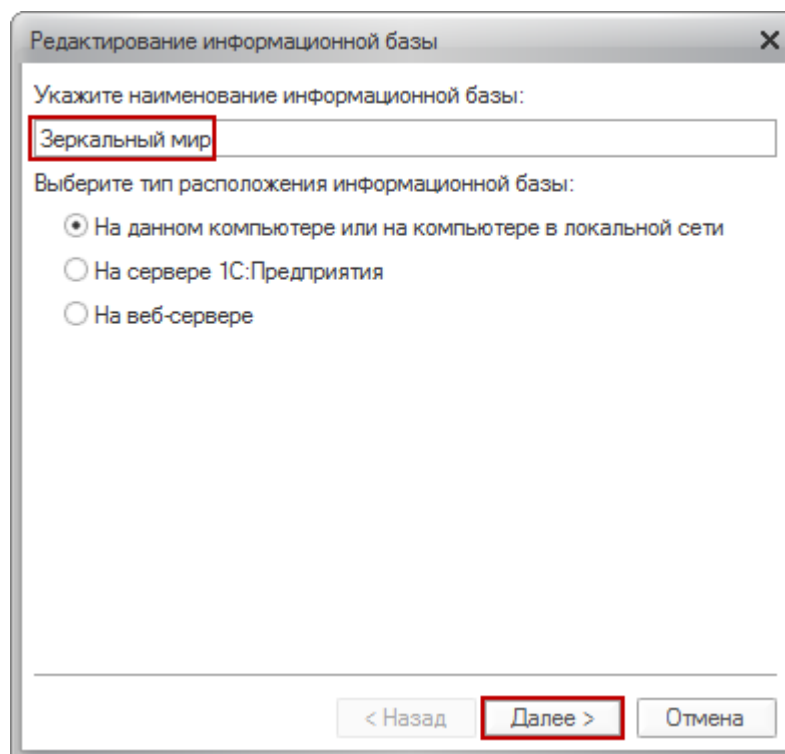 Редактирование информационной базы
Укажите наименование информационной базы:
Зеркальный мир
Выберите тип расположения информационной базы:
На данном компьютере или на компьютере в локальной сети
На сервере 1С:Предприятия
На веб-сервере
< Назад Далее > Отмена